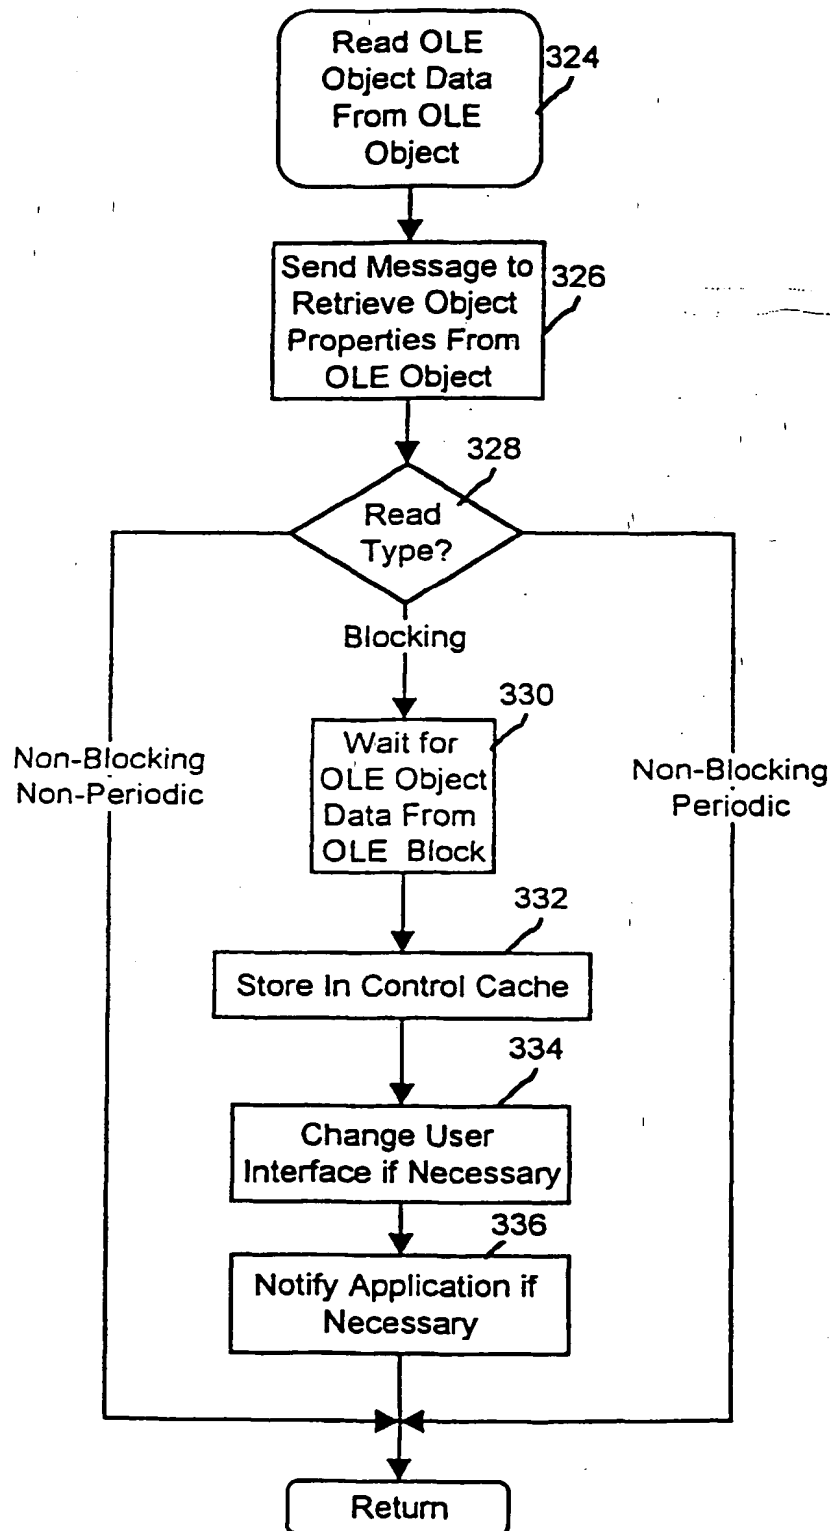 Read OLE
Object Data
From OLE
Object
324
Send Message to
Retrieve Object
Properties From
OLE Object
326
328
Read
Type?
Blocking
Non-Blocking
Non-Periodic
Non-Blocking
Periodic
330
Wait for
OLE Object
Data From
OLE Block
332
Store In Control Cache
334
Change User
Interface if Necessary
336
Notify Application if
Necessary
Return